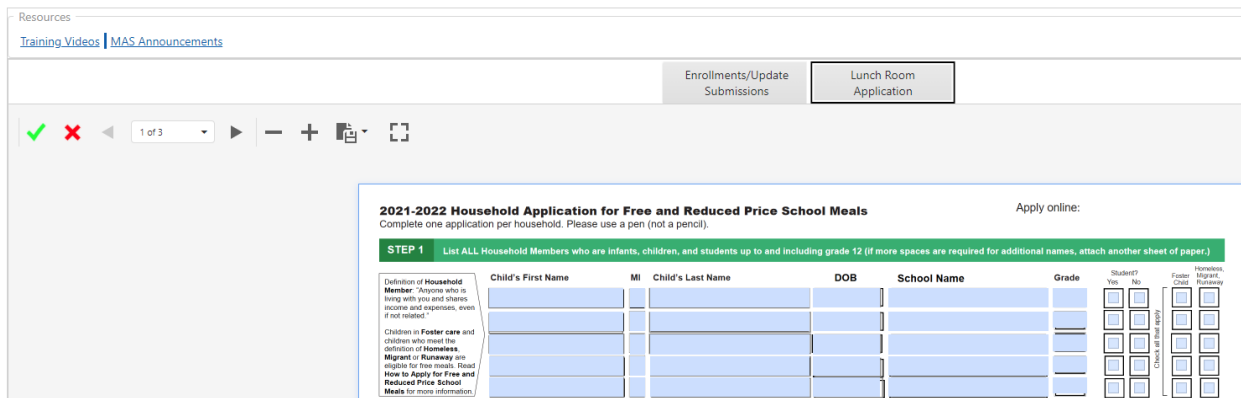 Resources
Training Videos MAS Announcements
Enrollments/Update
Submissions
Lunch Room
Application
1 of 3
2021-2022 Household Application for Free and Reduced Price School Meals
Apply online:
Complete one application per household. Please use a pen (not a pencil).
STEP 1 List ALL Household Members who are infants, children, and students up to and including grade 12 (if more spaces are required for additional names, attach another sheet of paper.)
Definition of Household
Member: "Anyone who is
living with you and shares
income and expenses, even
if not related."
Children in Foster care and
children who meet the
definition of Homeless,
Migrant or Runaway are
eligible for free meals. Read
How to Apply for Free and
Reduced Price School
Meals for more information.
Child's First Name MI Child's Last Name DOB School Name Grade
Student?
Yes No
Foster
Child
Homeless,
Migrant,
Runaway
Check all that apply